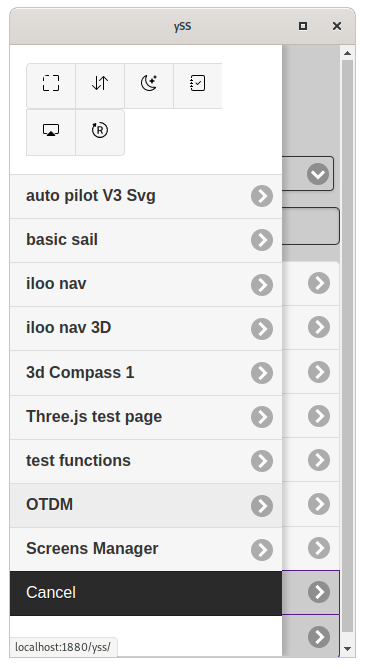 ySS
R
auto pilot V3 Svg
basic sail
iloo nav
iloo nav 3D
3d Compass 1
Three.js test page
test functions
OTDM
Screens Manager
Cancel
localhost:1880/yss/